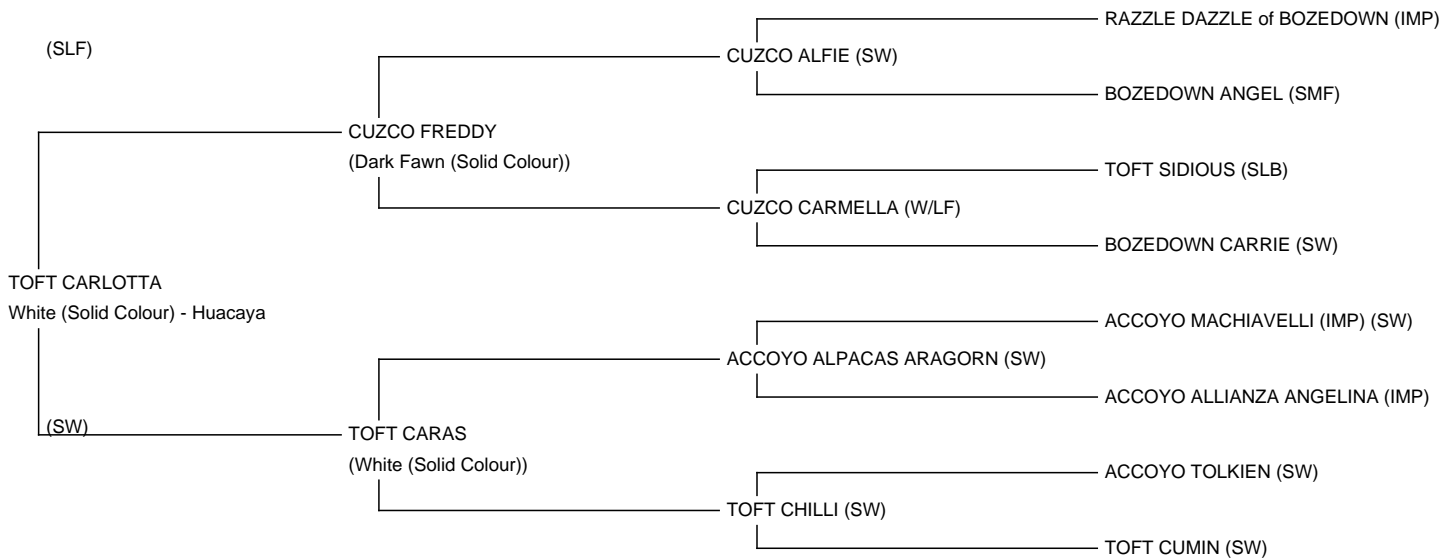 RAZZLE DAZZLE of BOZEDOWN (IMP)
(SLF)
CUZCO ALFIE (SW)
BOZEDOWN ANGEL (SMF)
CUZCO FREDDY
(Dark Fawn (Solid Colour))
TOFT SIDIOUS (SLB)
CUZCO CARMELLA (W/LF)
BOZEDOWN CARRIE (SW)
TOFT CARLOTTA
White (Solid Colour) - Huacaya
ACCOYO MACHIAVELLI (IMP) (SW)
ACCOYO ALPACAS ARAGORN (SW)
ACCOYO ALLIANZA ANGELINA (IMP)
(SW)
TOFT CARAS
(White (Solid Colour))
ACCOYO TOLKIEN (SW)
TOFT CHILLI (SW)
TOFT CUMIN (SW)